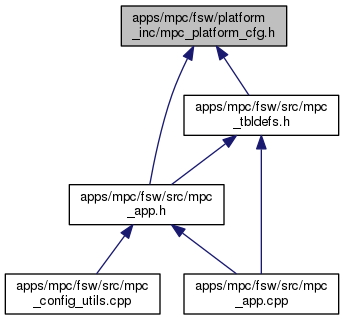 apps/mpc/fsw/platform
_inc/mpc_platform_cfg.h
apps/mpc/fsw/src/mpc
_tbldefs.h
apps/mpc/fsw/src/mpc
_app.h
apps/mpc/fsw/src/mpc
_config_utils.cpp
apps/mpc/fsw/src/mpc
_app.cpp